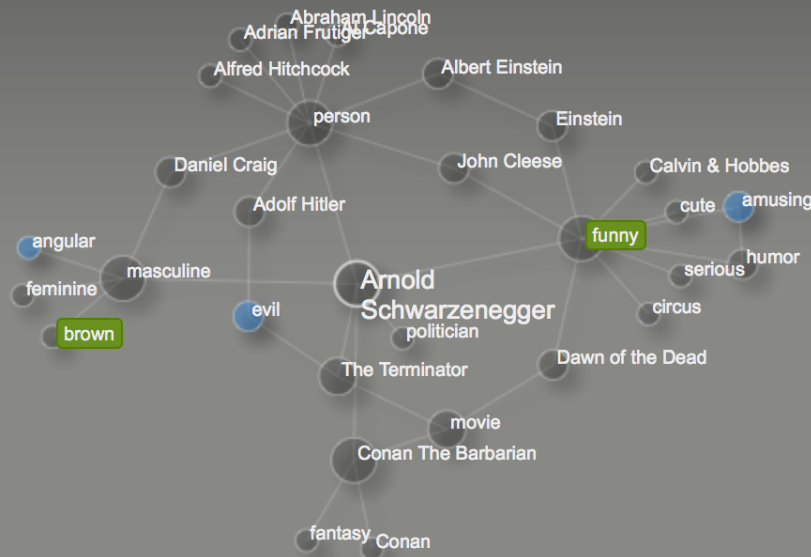 Abraham Lincoln
Adrian Frutiger
Al Capone
Alfred Hitchcock
Albert Einstein
person
Einstein
Daniel Craig
John Cleese
Calvin & Hobbes
Adolf Hitler
cute
amusing
angular
funny
masculine
humor
serious
feminine
Arnold
Schwarzenegger
evil
circus
brown
politician
The Terminator
Dawn of the Dead
movie
Conan The Barbarian
fantasy
Conan